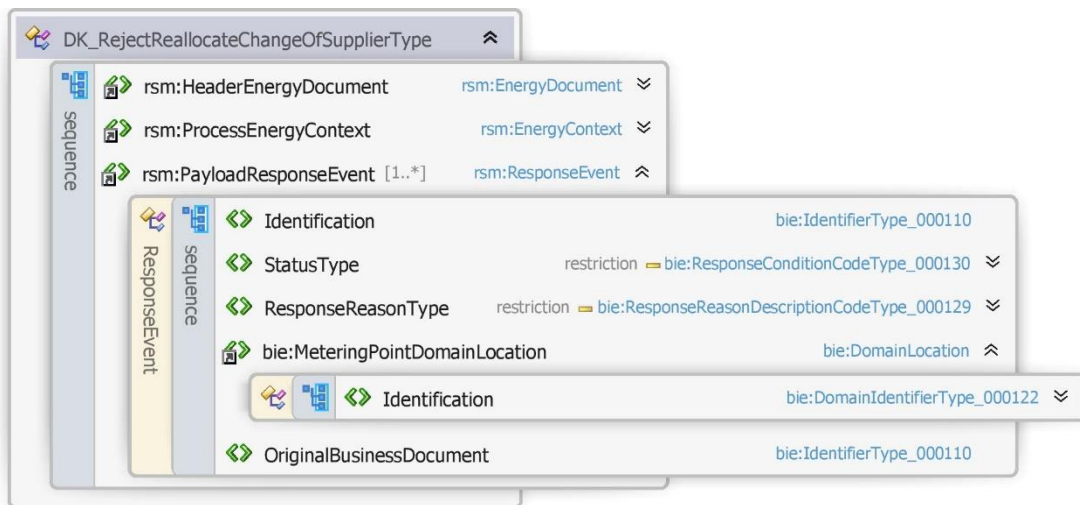 DK_RejectReallocateChangeOfSupplierType
sequence
rsm:HeaderEnergyDocument rsm:EnergyDocument
rsm:ProcessEnergyContext rsm:EnergyContext
rsm:PayloadResponseEvent [1..*] rsm:ResponseEvent
ResponseEvent
sequence
Identification bie:IdentifierType_000110
StatusType restriction bie:ResponseConditionCodeType_000130
ResponseReasonType restriction bie:ResponseReasonDescriptionCodeType_000129
bie:MeteringPointDomainLocation bie:DomainLocation
Identification bie:DomainIdentifierType_000122
OriginalBusinessDocument bie:IdentifierType_000110